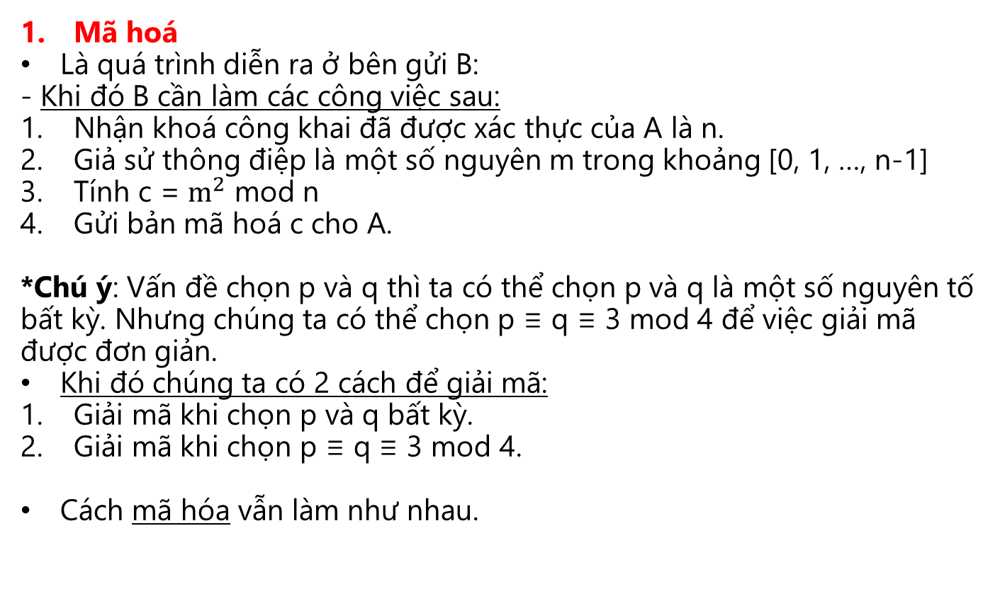 1. Mã hoá
• Là quá trình diễn ra ở bên gửi B:
- Khi đó B cần làm các công việc sau:
1. Nhận khoá công khai đã được xác thực của A là n.
2. Giả sử thông điệp là một số nguyên m trong khoảng [0, 1, ..., n-1]
3. Tính c = m² mod n
4. Gửi bản mã hoá c cho A.
*Chú ý: Vấn đề chọn p và q thì ta có thể chọn p và q là một số nguyên tố
bất kỳ. Nhưng chúng ta có thể chọn p ≡ q ≡ 3 mod 4 để việc giải mã
được đơn giản.
• Khi đó chúng ta có 2 cách để giải mã:
1. Giải mã khi chọn p và q bất kỳ.
2. Giải mã khi chọn p ≡ q ≡ 3 mod 4.
• Cách mã hóa vẫn làm như nhau.